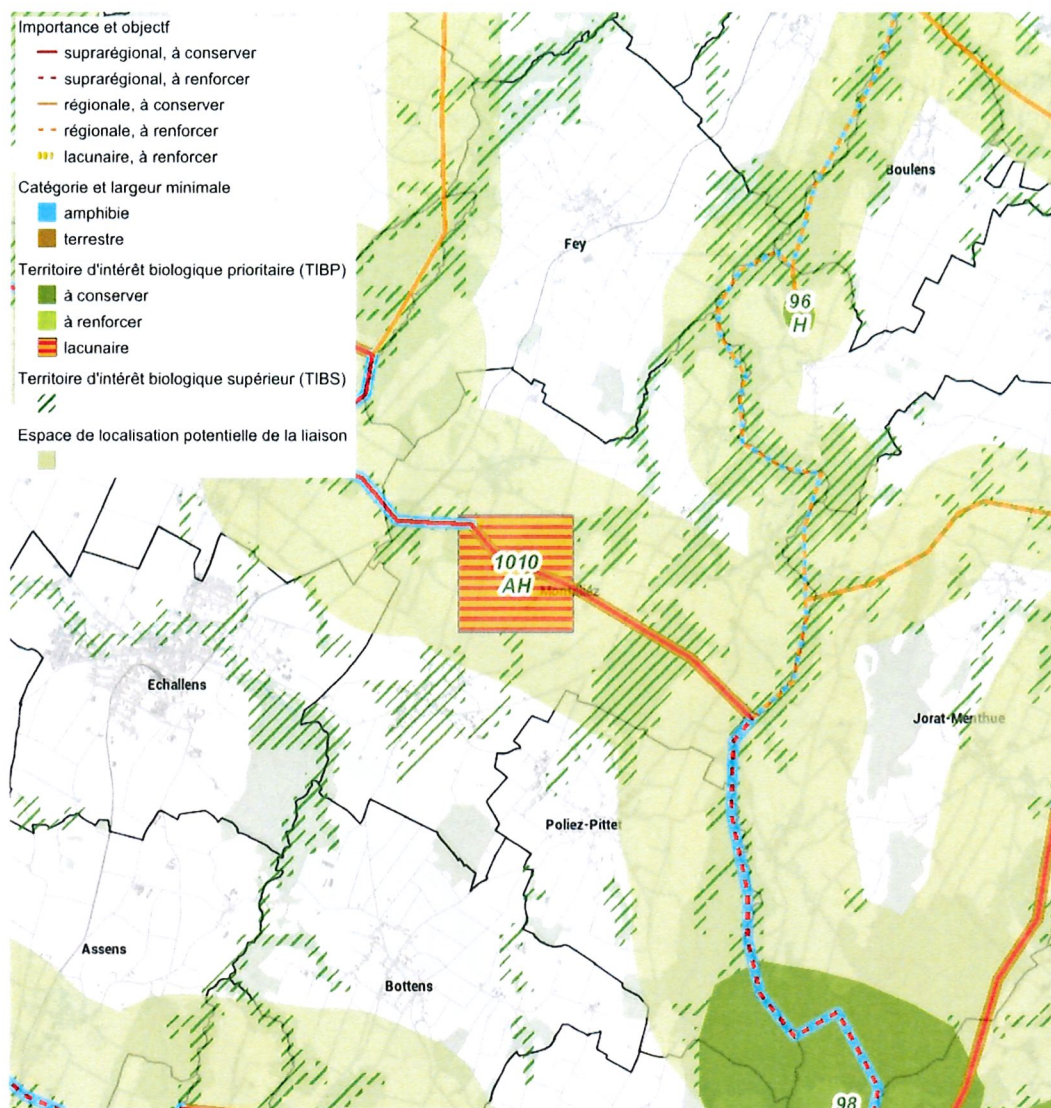 Importance et objectif
suprarégional, à conserver
suprarégional, à renforcer
régionale, à conserver
régionale, à renforcer
lacunaire, à renforcer
Catégorie et largeur minimale
amphibie
terrestre
Territoire d'intérêt biologique prioritaire (TIBP)
à conserver
à renforcer
lacunaire
Territoire d'intérêt biologique supérieur (TIBS)
Espace de localisation potentielle de la liaison
Boulens
Fey
96
H
1010
AH
Montilliez
Echallens
Jorat-Menthue
Poliez-Pittet
Assens
Bottens
98